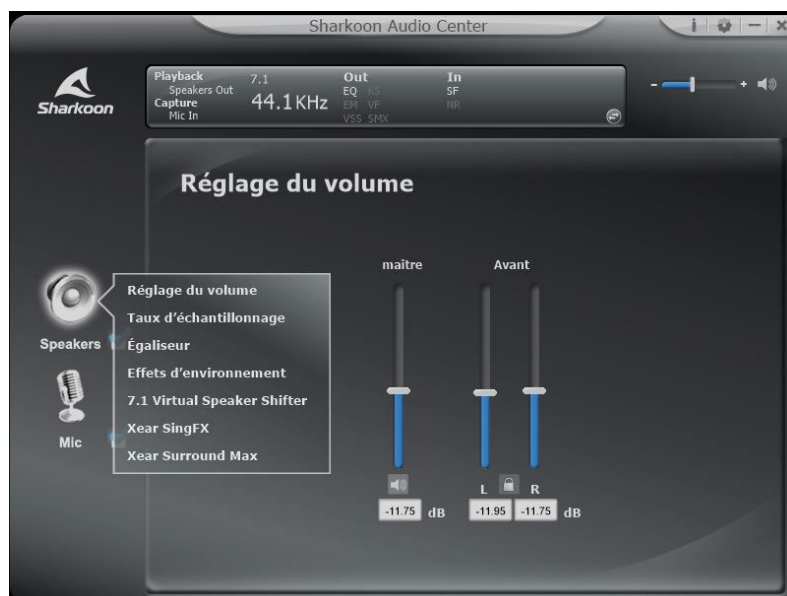 Sharkoon Audio Center
i
Sharkoon
Playback 7.1 Out In
Speakers Out EQ KS SF
Capture 44.1KHz EM VF NR
Mic In VSS SMX
- +
Réglage du volume
maître Avant
Réglage du volume
Taux d'échantillonnage
Speakers
Égaliseur
Effets d'environnement
7.1 Virtual Speaker Shifter
Xear SingFX
Mic
Xear Surround Max
L R
-11.75 dB -11.95 -11.75 dB